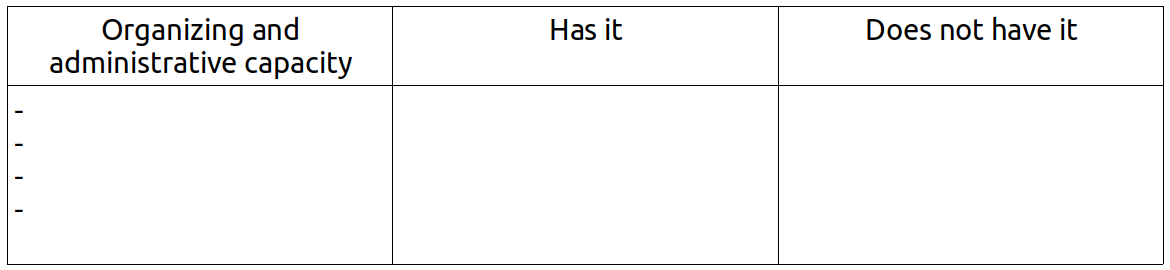 Organizing and
administrative capacity
Has it
Does not have it
-
-
-
-